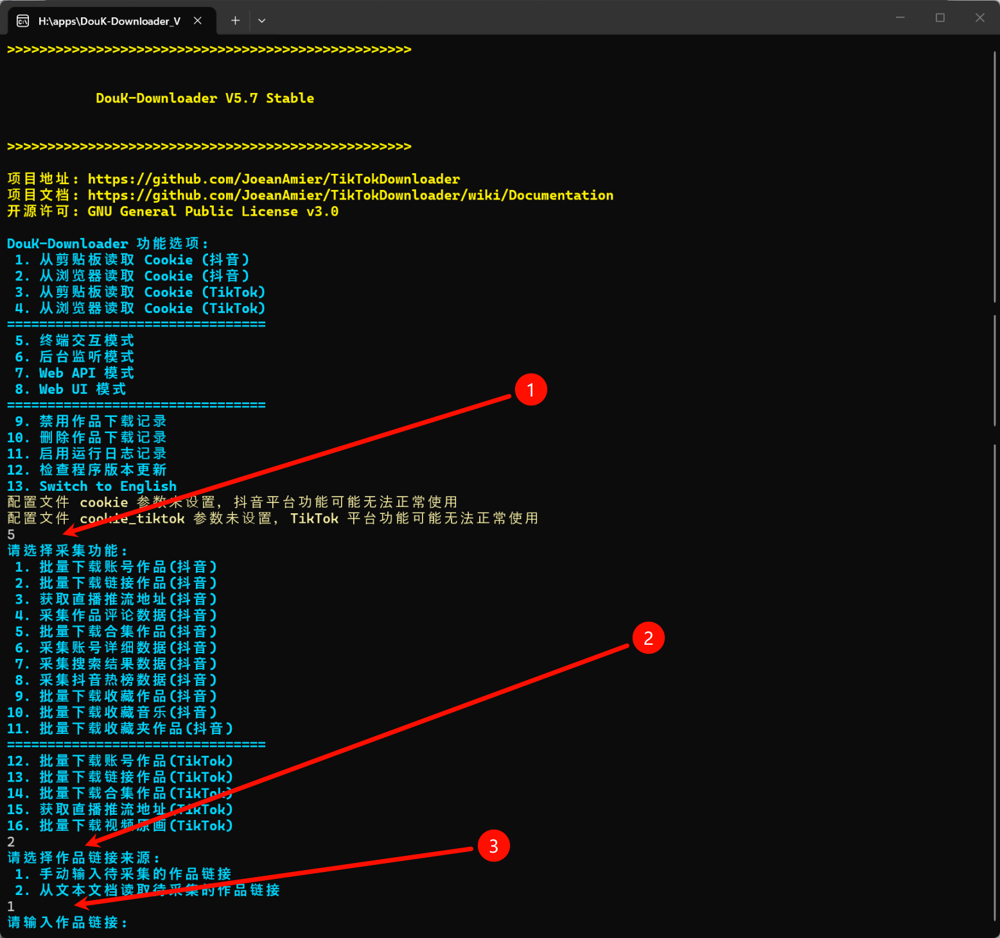 H:\apps\DouK-Downloader_V
>>>>>>>>>>>>>>>>>>>>>>>>>>>>>>>>>>>>>>>>>>>>>>>>>>
DouK-Downloader V5.7 Stable
>>>>>>>>>>>>>>>>>>>>>>>>>>>>>>>>>>>>>>>>>>>>>>>>>>
项目地址: https://github.com/JoeanAmier/TikTokDownloader
项目文档: https://github.com/JoeanAmier/TikTokDownloader/wiki/Documentation
开源许可: GNU General Public License v3.0
DouK-Downloader 功能选项:
1. 从剪贴板读取 Cookie (抖音)
2. 从浏览器读取 Cookie (抖音)
3. 从剪贴板读取 Cookie (TikTok)
4. 从浏览器读取 Cookie (TikTok)
================================
5. 终端交互模式
6. 后台监听模式
7. Web API 模式
8. Web UI 模式
================================
9. 禁用作品下载记录
10. 删除作品下载记录
11. 启用运行日志记录
12. 检查程序版本更新
13. Switch to English
配置文件 cookie 参数未设置, 抖音平台功能可能无法正常使用
配置文件 cookie_tiktok 参数未设置, TikTok 平台功能可能无法正常使用
5
请选择采集功能:
1. 批量下载账号作品(抖音)
2. 批量下载链接作品(抖音)
3. 获取直播推流地址(抖音)
4. 采集作品评论数据(抖音)
5. 批量下载合集作品(抖音)
6. 采集账号详细数据(抖音)
7. 采集搜索结果数据(抖音)
8. 采集抖音热榜数据(抖音)
9. 批量下载收藏作品(抖音)
10. 批量下载收藏音乐(抖音)
11. 批量下载收藏夹作品(抖音)
================================
12. 批量下载账号作品(TikTok)
13. 批量下载链接作品(TikTok)
14. 批量下载合集作品(TikTok)
15. 获取直播推流地址(TikTok)
16. 批量下载视频原画(TikTok)
2
请选择作品链接来源:
1. 手动输入待采集的作品链接
2. 从文本文档读取待采集的作品链接
1
请输入作品链接:
1
2
3